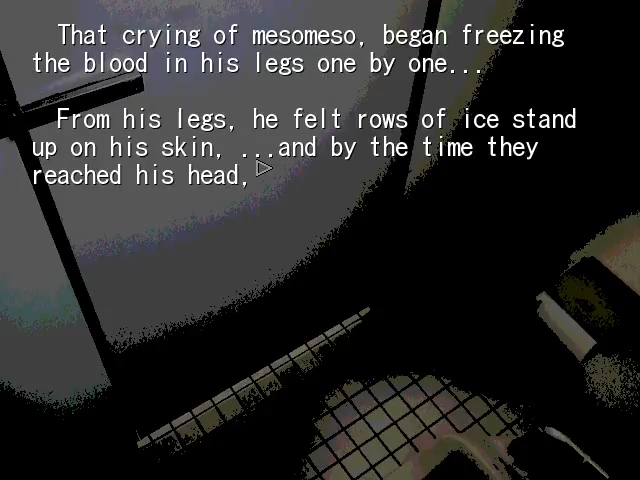 That crying of mesomeso, began freezing
the blood in his legs one by one...
From his legs, he felt rows of ice stand
up on his skin, ...and by the time they
reached his head,